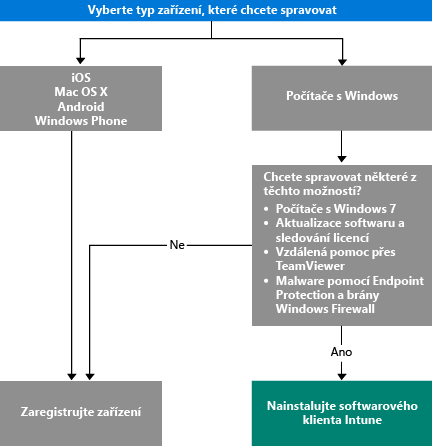 Vyberte typ zařízení, které chcete spravovat
iOS
Mac OS X
Android
Windows Phone
Počítače s Windows
Chcete spravovat některé z
těchto možností?
• Počítače s Windows 7
• Aktualizace softwaru a
sledování licencí
• Vzdálená pomoc přes
TeamViewer
• Malware pomocí Endpoint
Protection a brány
Windows Firewall
Ne
Ano
Zaregistrujte zařízení
Nainstalujte softwarového
klienta Intune